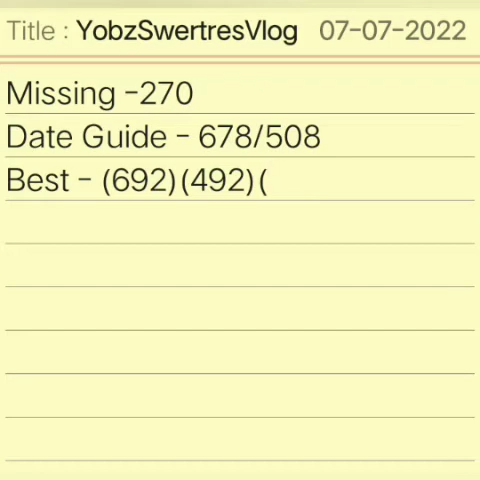 Title : YobzSwertresVlog 07-07-2022
Missing -270
Date Guide - 678/508
Best - (692)(492)(